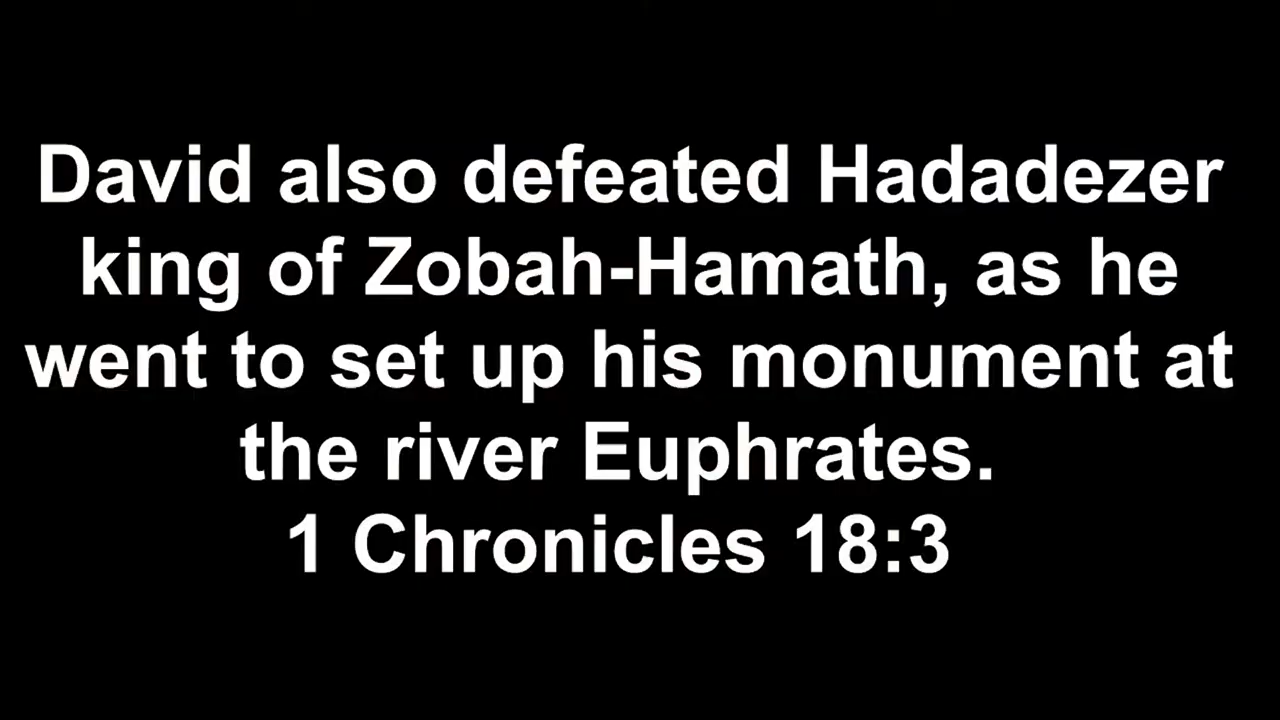 David also defeated Hadadezer
king of Zobah-Hamath, as he
went to set up his monument at
the river Euphrates.
1 Chronicles 18:3